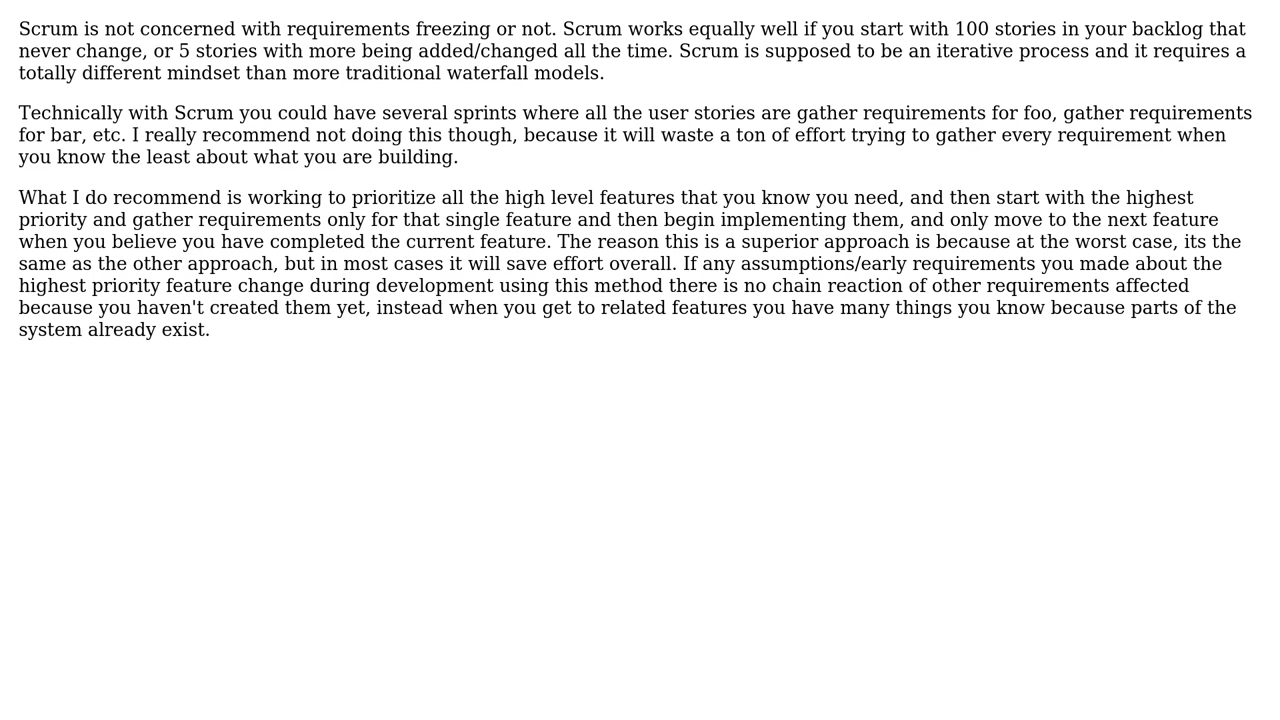 Scrum is not concerned with requirements freezing or not. Scrum works equally well if you start with 100 stories in your backlog that
never change, or 5 stories with more being added/changed all the time. Scrum is supposed to be an iterative process and it requires a
totally different mindset than more traditional waterfall models.
Technically with Scrum you could have several sprints where all the user stories are gather requirements for foo, gather requirements
for bar, etc. I really recommend not doing this though, because it will waste a ton of effort trying to gather every requirement when
you know the least about what you are building.
What I do recommend is working to prioritize all the high level features that you know you need, and then start with the highest
priority and gather requirements only for that single feature and then begin implementing them, and only move to the next feature
when you believe you have completed the current feature. The reason this is a superior approach is because at the worst case, its the
same as the other approach, but in most cases it will save effort overall. If any assumptions/early requirements you made about the
highest priority feature change during development using this method there is no chain reaction of other requirements affected
because you haven't created them yet, instead when you get to related features you have many things you know because parts of the
system already exist.